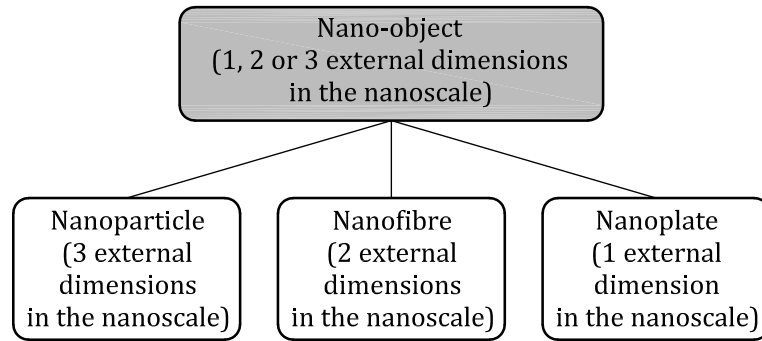 Nano-object
(1, 2 or 3 external dimensions
in the nanoscale)
Nanoparticle
(3 external
dimensions
in the nanoscale)
Nanofibre
(2 external
dimensions
in the nanoscale)
Nanoplate
(1 external
dimension
in the nanoscale)